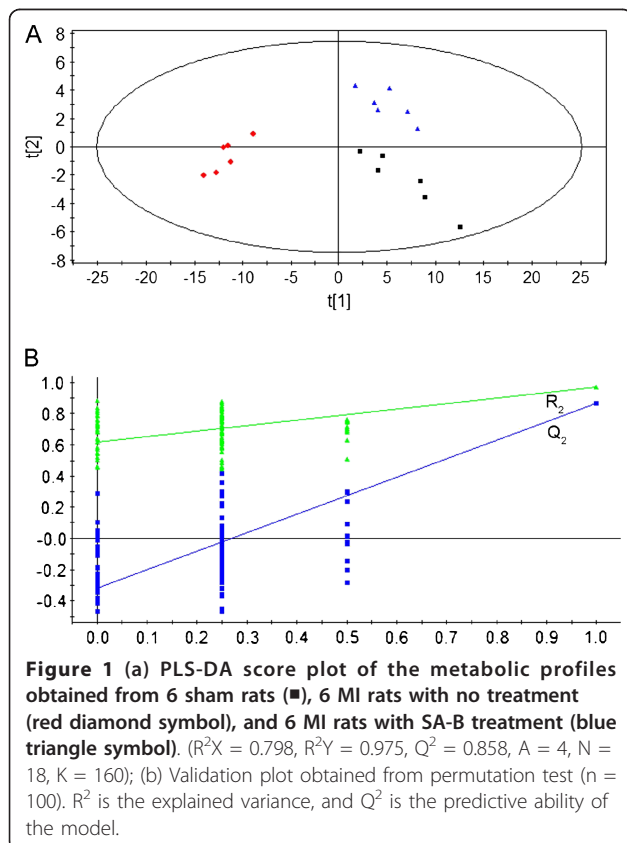 A
8
6
4
2
0
-2
-4
-6
-8
t[2]
-25 -20 -15 -10 -5 0 5 10 15 20 25
t[1]
B
1.0
0.8
0.6
0.4
0.2
-0.0
-0.2
-0.4
R2
Q2
0.0 0.1 0.2 0.3 0.4 0.5 0.6 0.7 0.8 0.9 1.0
Figure 1 (a) PLS-DA score plot of the metabolic profiles
obtained from 6 sham rats (■), 6 MI rats with no treatment
(red diamond symbol), and 6 MI rats with SA-B treatment (blue
triangle symbol). (R²X = 0.798, R²Y = 0.975, Q² = 0.858, A = 4, N =
18, K = 160); (b) Validation plot obtained from permutation test (n =
100). R² is the explained variance, and Q² is the predictive ability of
the model.